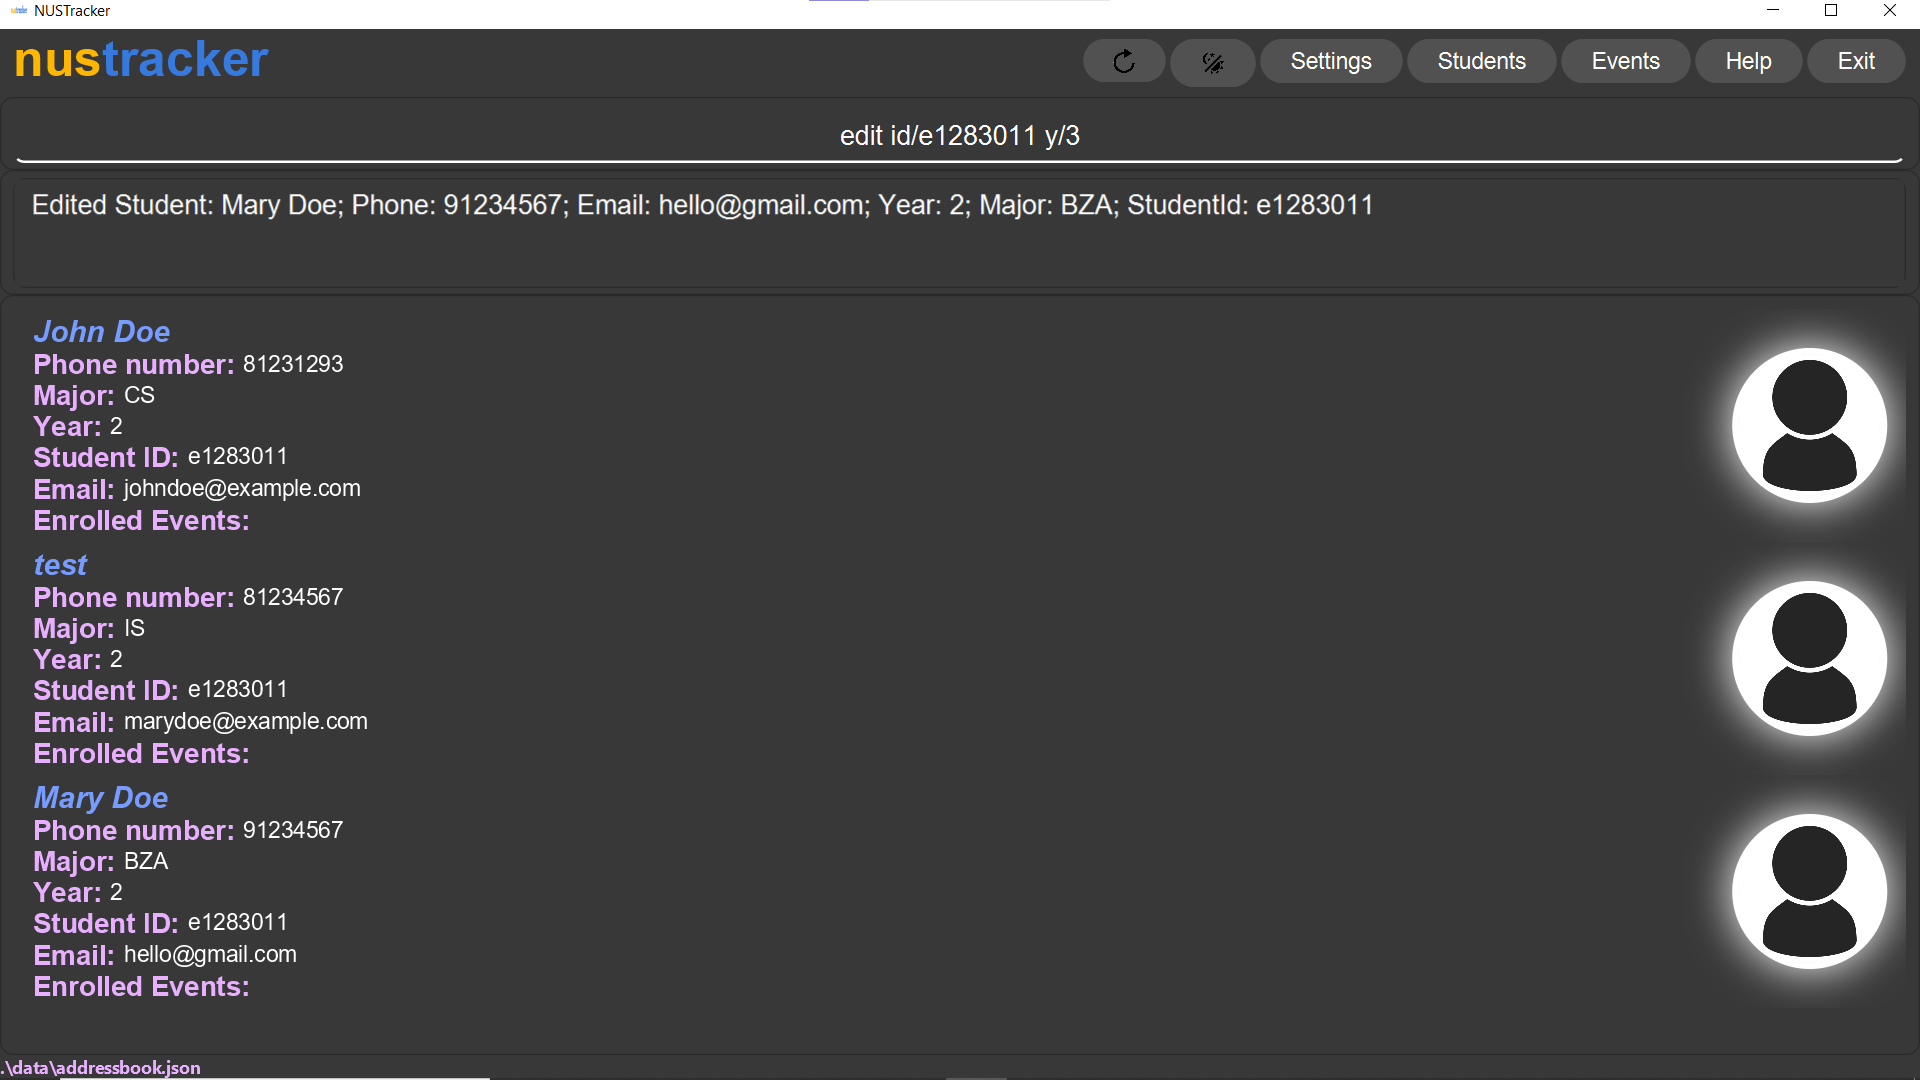 NUSTracker
nustracker
Settings Students Events Help Exit
edit id/e1283011 y/3
Edited Student: Mary Doe; Phone: 91234567; Email: hello@gmail.com; Year: 2; Major: BZA; StudentId: e1283011
John Doe
Phone number: 81231293
Major: CS
Year: 2
Student ID: e1283011
Email: johndoe@example.com
Enrolled Events:
test
Phone number: 81234567
Major: IS
Year: 2
Student ID: e1283011
Email: marydoe@example.com
Enrolled Events:
Mary Doe
Phone number: 91234567
Major: BZA
Year: 2
Student ID: e1283011
Email: hello@gmail.com
Enrolled Events:
.\data\addressbook.json